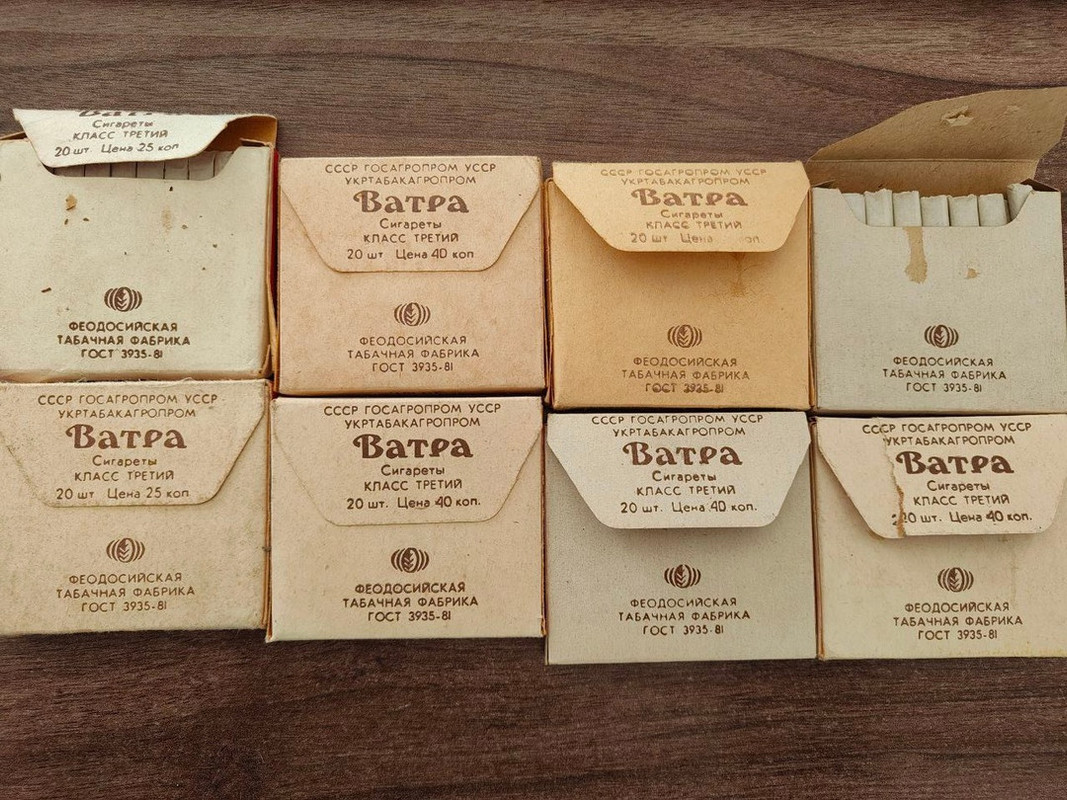 Ватра
Сигареты
КЛАСС ТРЕТИЙ
20 шт. Цена 25 коп
ФЕОДОСИЙСКАЯ
ТАБАЧНАЯ ФАБРИКА
ГОСТ 3935-81
СССР ГОСАГРОПРОМ УССР
УКРТАБАКАГРОПРОМ
Ватра
Сигареты
КЛАСС ТРЕТИЙ
20 шт Цена 40 коп
ФЕОДОСИЙСКАЯ
ТАБАЧНАЯ ФАБРИКА
ГОСТ 3935-81
СССР ГОСАГРОПРОМ УССР
УКРТАБАКАГРОПРОМ
Ватра
Сигареты
КЛАСС ТРЕТИЙ
20 шт Цена
ФЕОДОСИЙСКАЯ
ТАБАЧНАЯ ФАБРИКА
ГОСТ 3935-81
ФЕОДОСИЙСКАЯ
ТАБАЧНАЯ ФАБРИКА
ГОСТ 3935-81
СССР ГОСАГРОПРОМ УССР
УКРТАБАКАГРОПРОМ
Ватра
Сигареты
КЛАСС ТРЕТИЙ
20 шт Цена 25 коп
ФЕОДОСИЙСКАЯ
ТАБАЧНАЯ ФАБРИКА
ГОСТ 3935-81
СССР ГОСАГРОПРОМ УССР
УКРТАБАКАГРОПРОМ
Ватра
Сигареты
КЛАСС ТРЕТИЙ
20 шт. Цена 40 коп.
ФЕОДОСИЙСКАЯ
ТАБАЧНАЯ ФАБРИКА
ГОСТ 3935-81
СССР ГОСАГРОПРОМ УССР
УКРТАБАКАГРОПРОМ
Ватра
Сигареты
КЛАСС ТРЕТИЙ
20 шт. Цена 40 коп.
ФЕОДОСИЙСКАЯ
ТАБАЧНАЯ ФАБРИКА
ГОСТ 3935-81
СССР ГОСАГРОПРОМ УССР
УКРТАБАКАГРОПРОМ
Ватра
Сигареты
КЛАСС ТРЕТИЙ
20 шт. Цена 40 коп.
ФЕОДОСИЙСКАЯ
ТАБАЧНАЯ ФАБРИКА
ГОСТ 3935-81